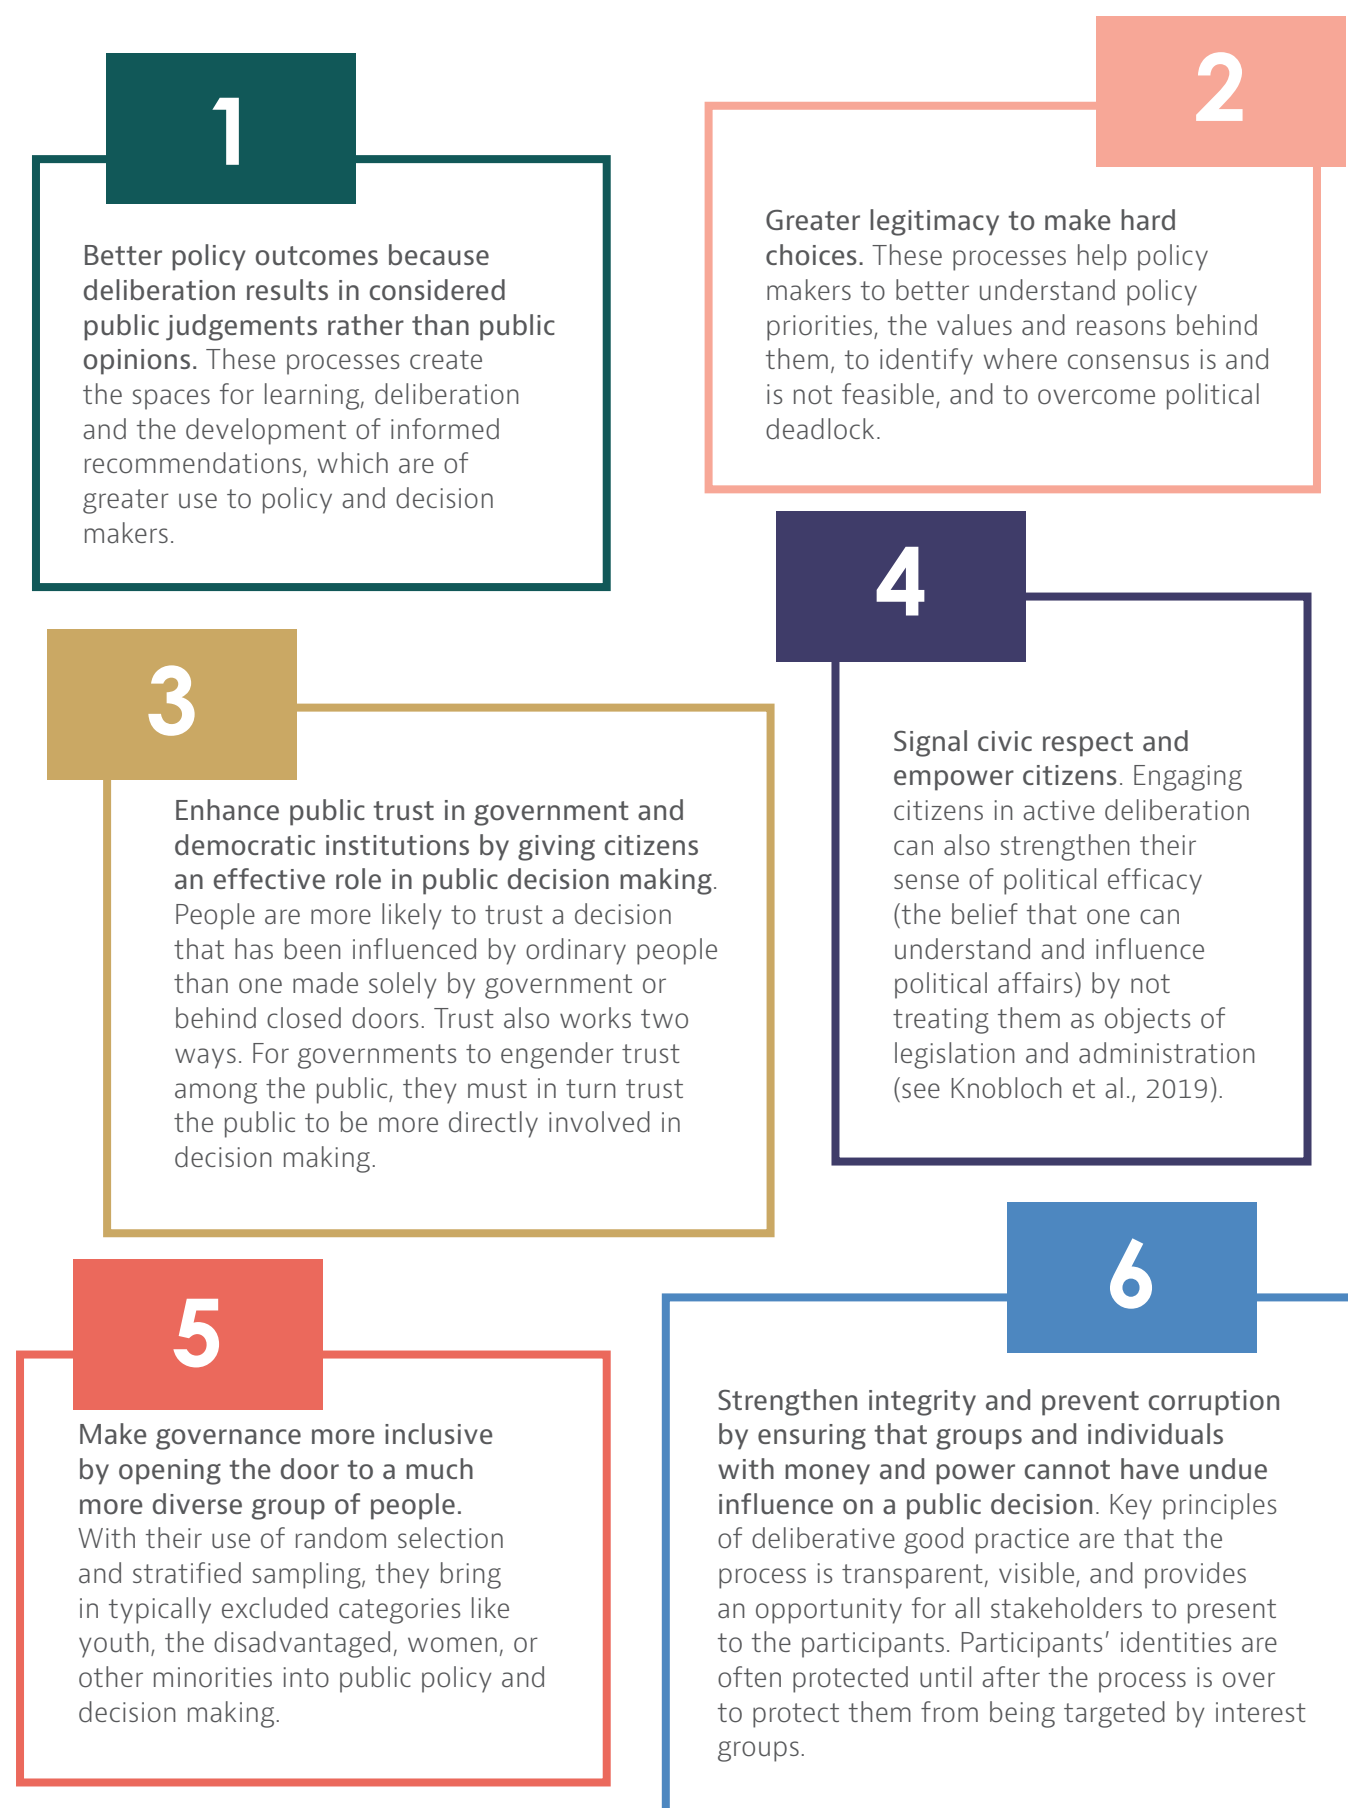 1
Better policy outcomes because
deliberation results in considered
public judgements rather than public
opinions. These processes create
the spaces for learning, deliberation
and the development of informed
recommendations, which are of
greater use to policy and decision
makers.
2
Greater legitimacy to make hard
choices. These processes help policy
makers to better understand policy
priorities, the values and reasons behind
them, to identify where consensus is and
is not feasible, and to overcome political
deadlock.
3
Enhance public trust in government and
democratic institutions by giving citizens
an effective role in public decision making.
People are more likely to trust a decision
that has been influenced by ordinary people
than one made solely by government or
behind closed doors. Trust also works two
ways. For governments to engender trust
among the public, they must in turn trust
the public to be more directly involved in
decision making.
4
Signal civic respect and
empower citizens. Engaging
citizens in active deliberation
can also strengthen their
sense of political efficacy
(the belief that one can
understand and influence
political affairs) by not
treating them as objects of
legislation and administration
(see Knobloch et al., 2019).
5
Make governance more inclusive
by opening the door to a much
more diverse group of people.
With their use of random selection
and stratified sampling, they bring
in typically excluded categories like
youth, the disadvantaged, women, or
other minorities into public policy and
decision making.
6
Strengthen integrity and prevent corruption
by ensuring that groups and individuals
with money and power cannot have undue
influence on a public decision. Key principles
of deliberative good practice are that the
process is transparent, visible, and provides
an opportunity for all stakeholders to present
to the participants. Participants’ identities are
often protected until after the process is over
to protect them from being targeted by interest
groups.